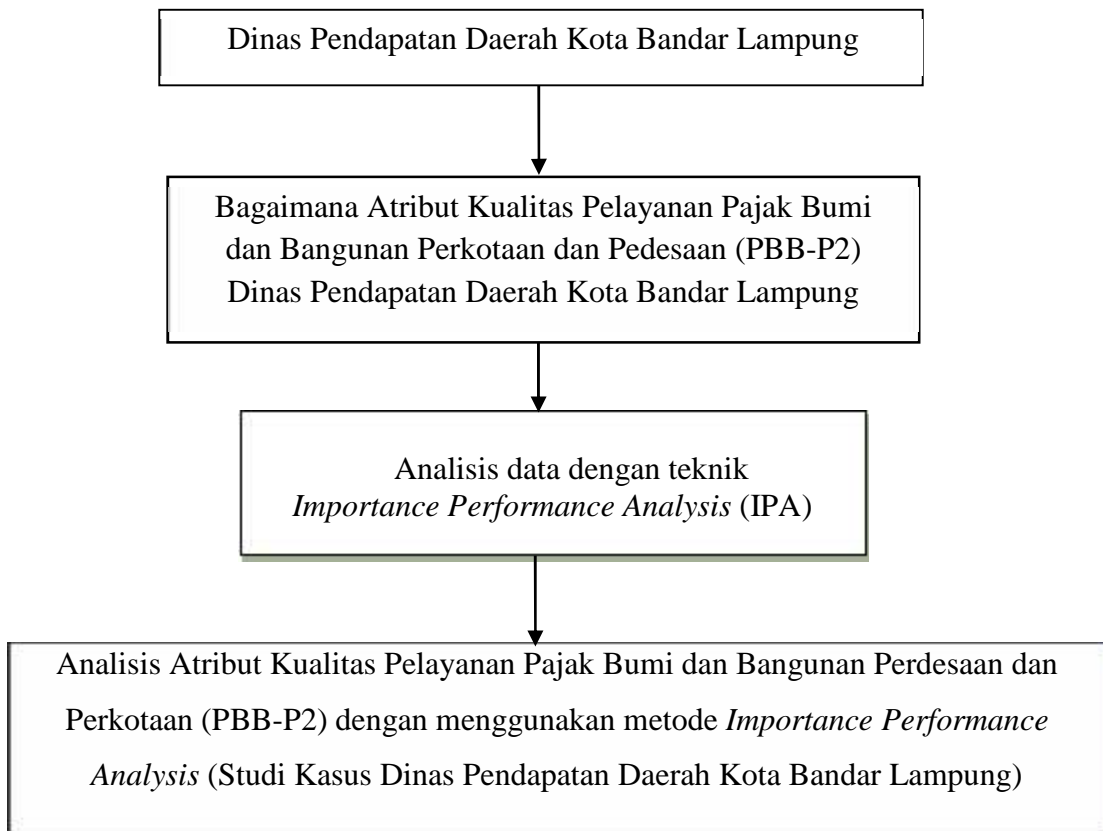 Dinas Pendapatan Daerah Kota Bandar Lampung
Bagaimana Atribut Kualitas Pelayanan Pajak Bumi
dan Bangunan Perkotaan dan Pedesaan (PBB-P2)
Dinas Pendapatan Daerah Kota Bandar Lampung
Analisis data dengan teknik
Importance Performance Analysis (IPA)
Analisis Atribut Kualitas Pelayanan Pajak Bumi dan Bangunan Perdesaan dan
Perkotaan (PBB-P2) dengan menggunakan metode Importance Performance
Analysis (Studi Kasus Dinas Pendapatan Daerah Kota Bandar Lampung)